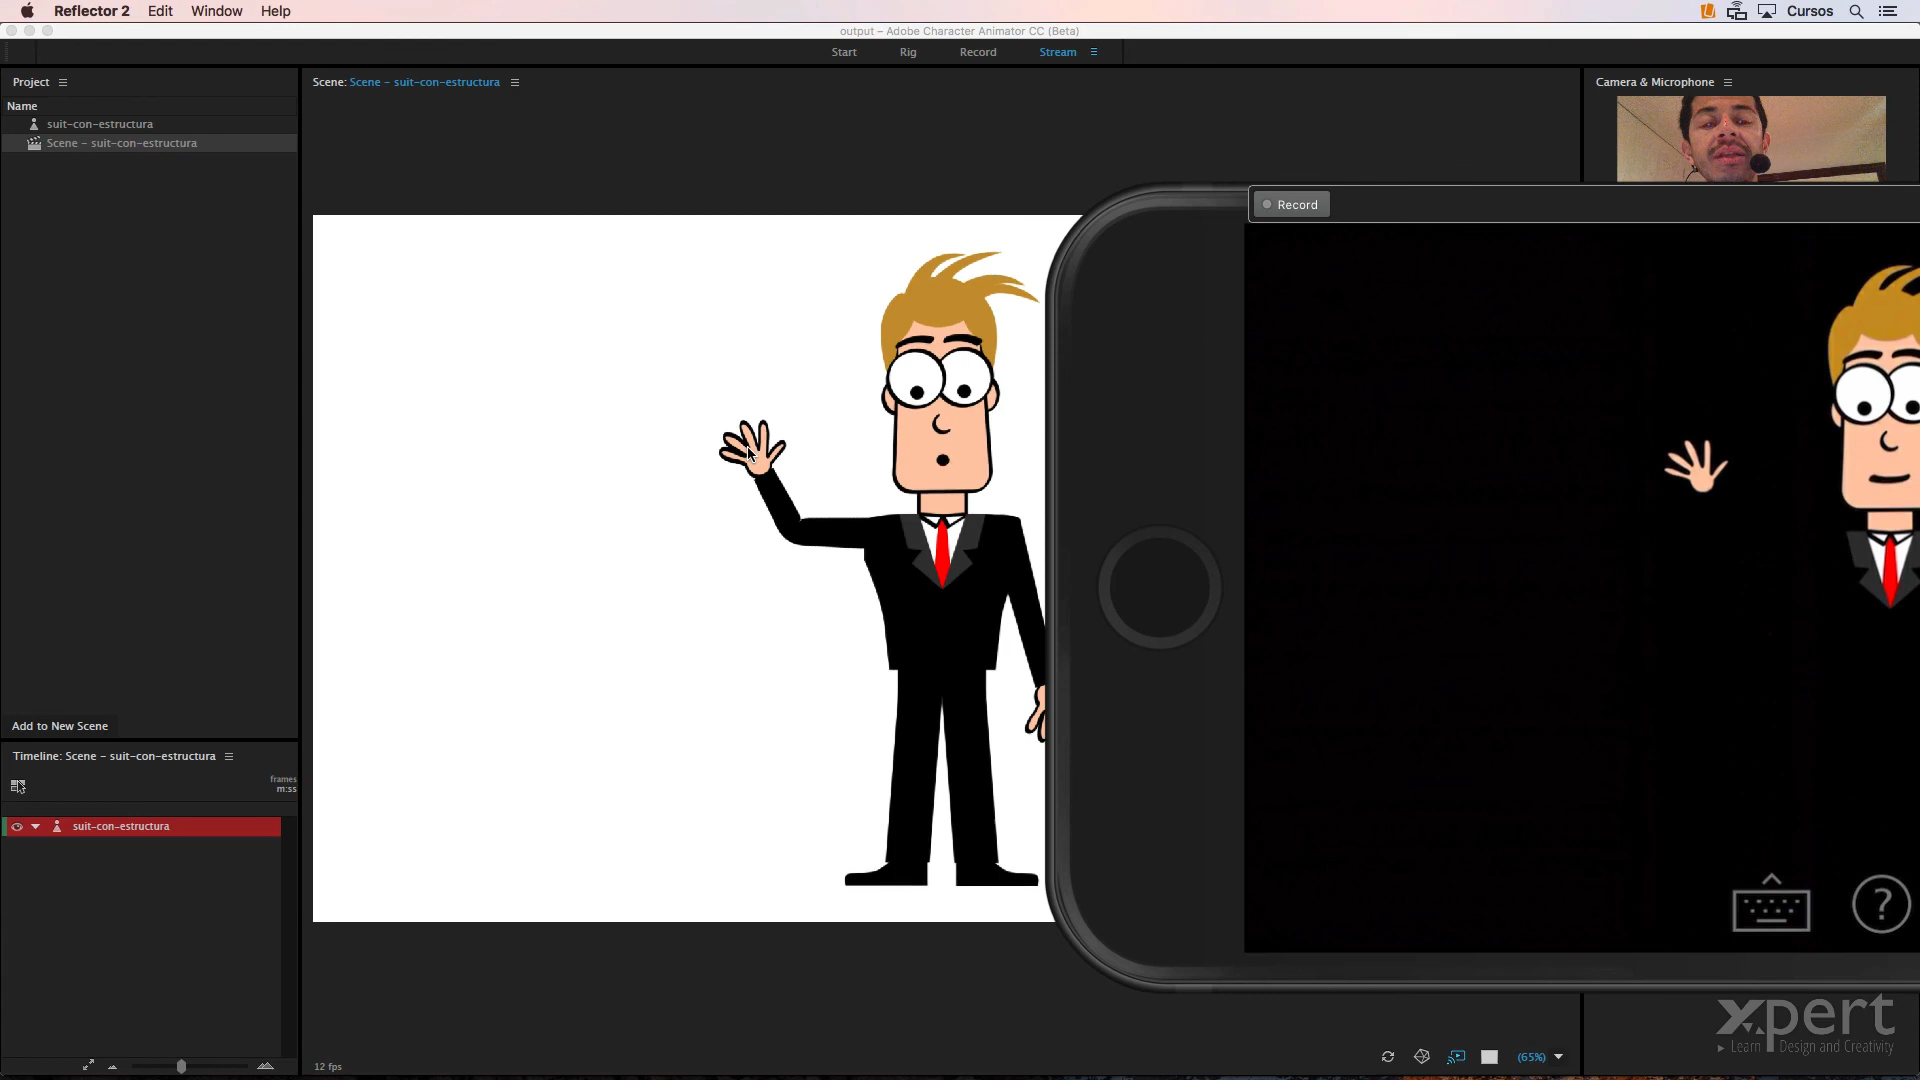 Reflector 2 Edit Window Help Cursos
output – Adobe Character Animator CC (Beta)
Start Rig Record Stream
Project
Scene: Scene – suit-con-estructura
Camera & Microphone
Name
suit-con-estructura
Scene – suit-con-estructura
Record
Add to New Scene
Timeline: Scene – suit-con-estructura
frames
m:ss
suit-con-estructura
?
xpert
Learn Design and Creativity
12 fps
(65%)